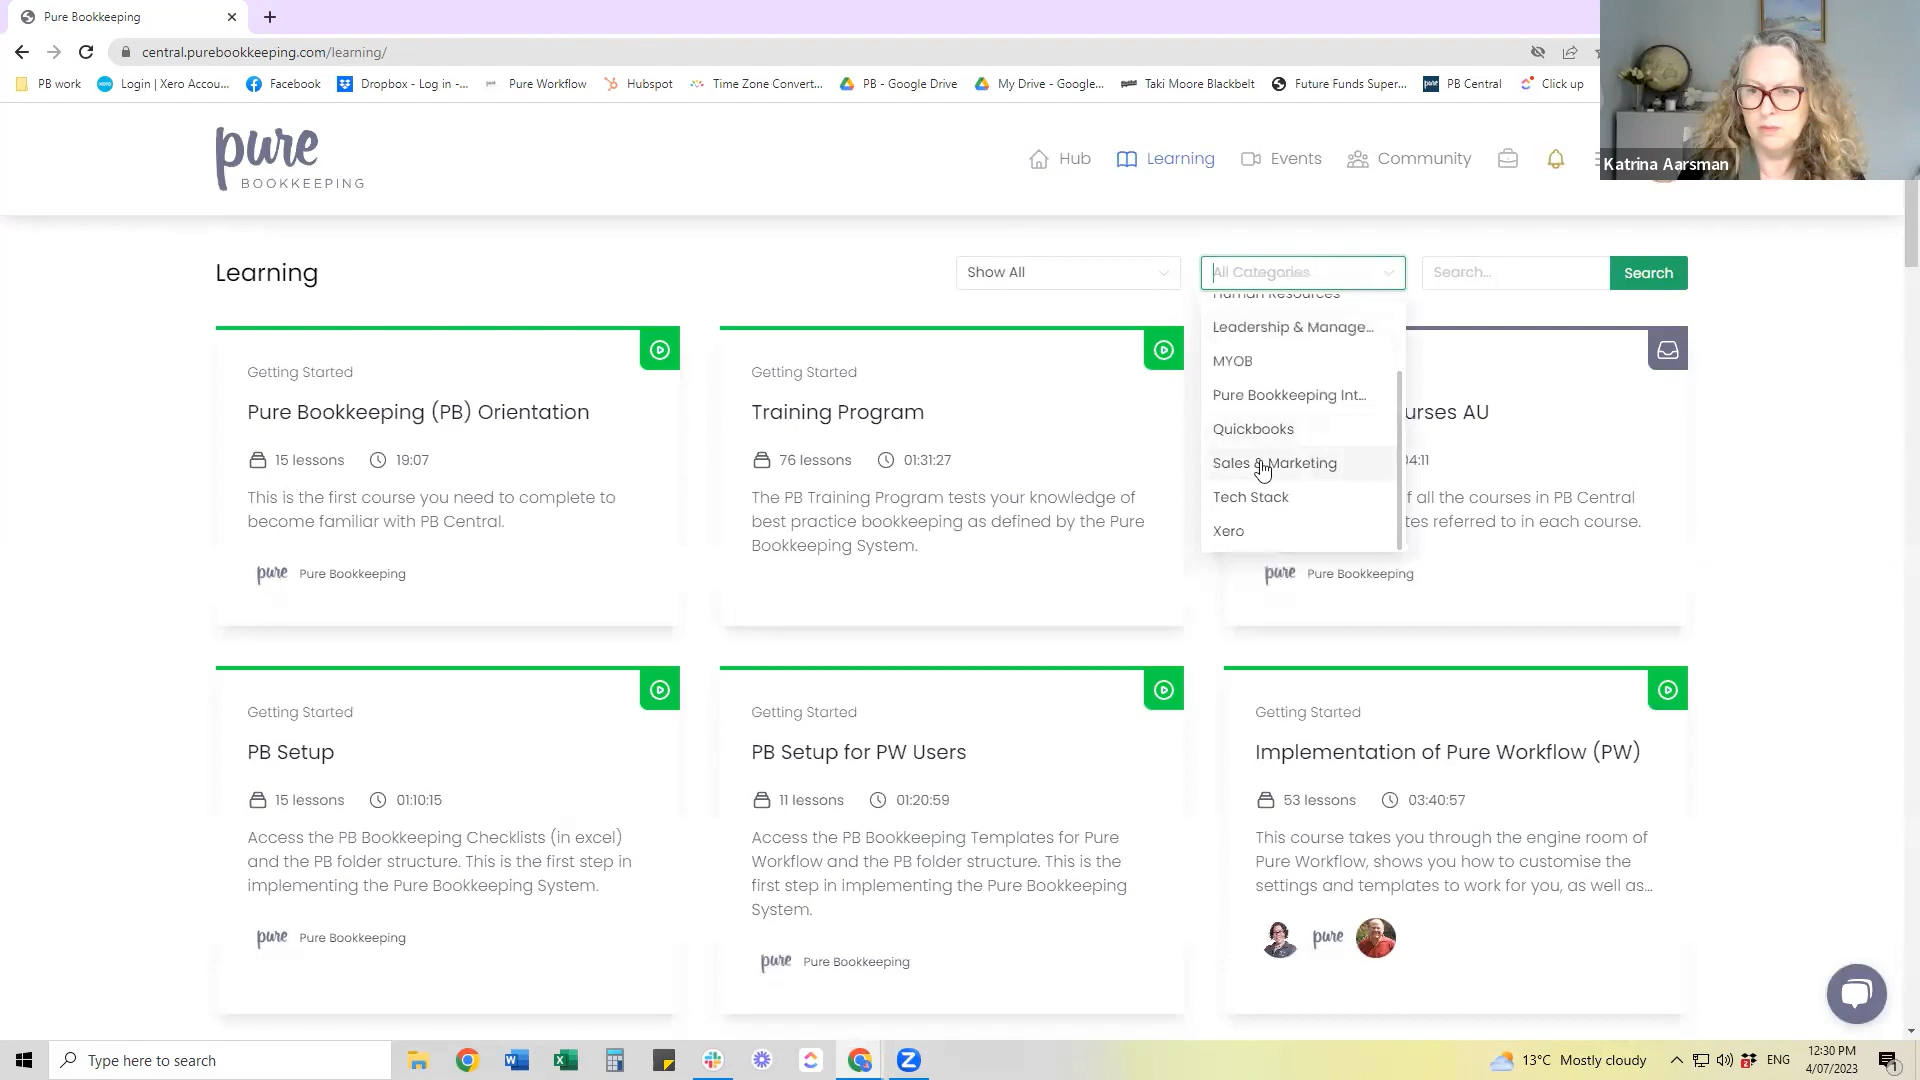 Pure Bookkeeping
central.purebookkeeping.com/learning/
PB work
Login | Xero Accou...
Facebook
Dropbox - Log in -...
Pure Workflow
Hubspot
Time Zone Convert...
PB - Google Drive
My Drive - Google...
Taki Moore Blackbelt
Future Funds Super...
PB Central
Click up
Katrina Aarsman
pure
BOOKKEEPING
Hub
Learning
Events
Community
Learning
Show All
All Categories
Search...
Search
Human Resources
Leadership & Manage...
MYOB
Pure Bookkeeping Int...
Quickbooks
Sales & Marketing
Tech Stack
Xero
Getting Started
Pure Bookkeeping (PB) Orientation
15 lessons 19:07
This is the first course you need to complete to
become familiar with PB Central.
pure Pure Bookkeeping
Getting Started
Training Program
76 lessons 01:31:27
The PB Training Program tests your knowledge of
best practice bookkeeping as defined by the Pure
Bookkeeping System.
urses AU
04:11
f all the courses in PB Central
tes referred to in each course.
pure Pure Bookkeeping
Getting Started
PB Setup
15 lessons 01:10:15
Access the PB Bookkeeping Checklists (in excel)
and the PB folder structure. This is the first step in
implementing the Pure Bookkeeping System.
pure Pure Bookkeeping
Getting Started
PB Setup for PW Users
11 lessons 01:20:59
Access the PB Bookkeeping Templates for Pure
Workflow and the PB folder structure. This is the
first step in implementing the Pure Bookkeeping
System.
pure Pure Bookkeeping
Getting Started
Implementation of Pure Workflow (PW)
53 lessons 03:40:57
This course takes you through the engine room of
Pure Workflow, shows you how to customise the
settings and templates to work for you, as well as...
pure
Type here to search
13°C Mostly cloudy
ENG
12:30 PM
4/07/2023